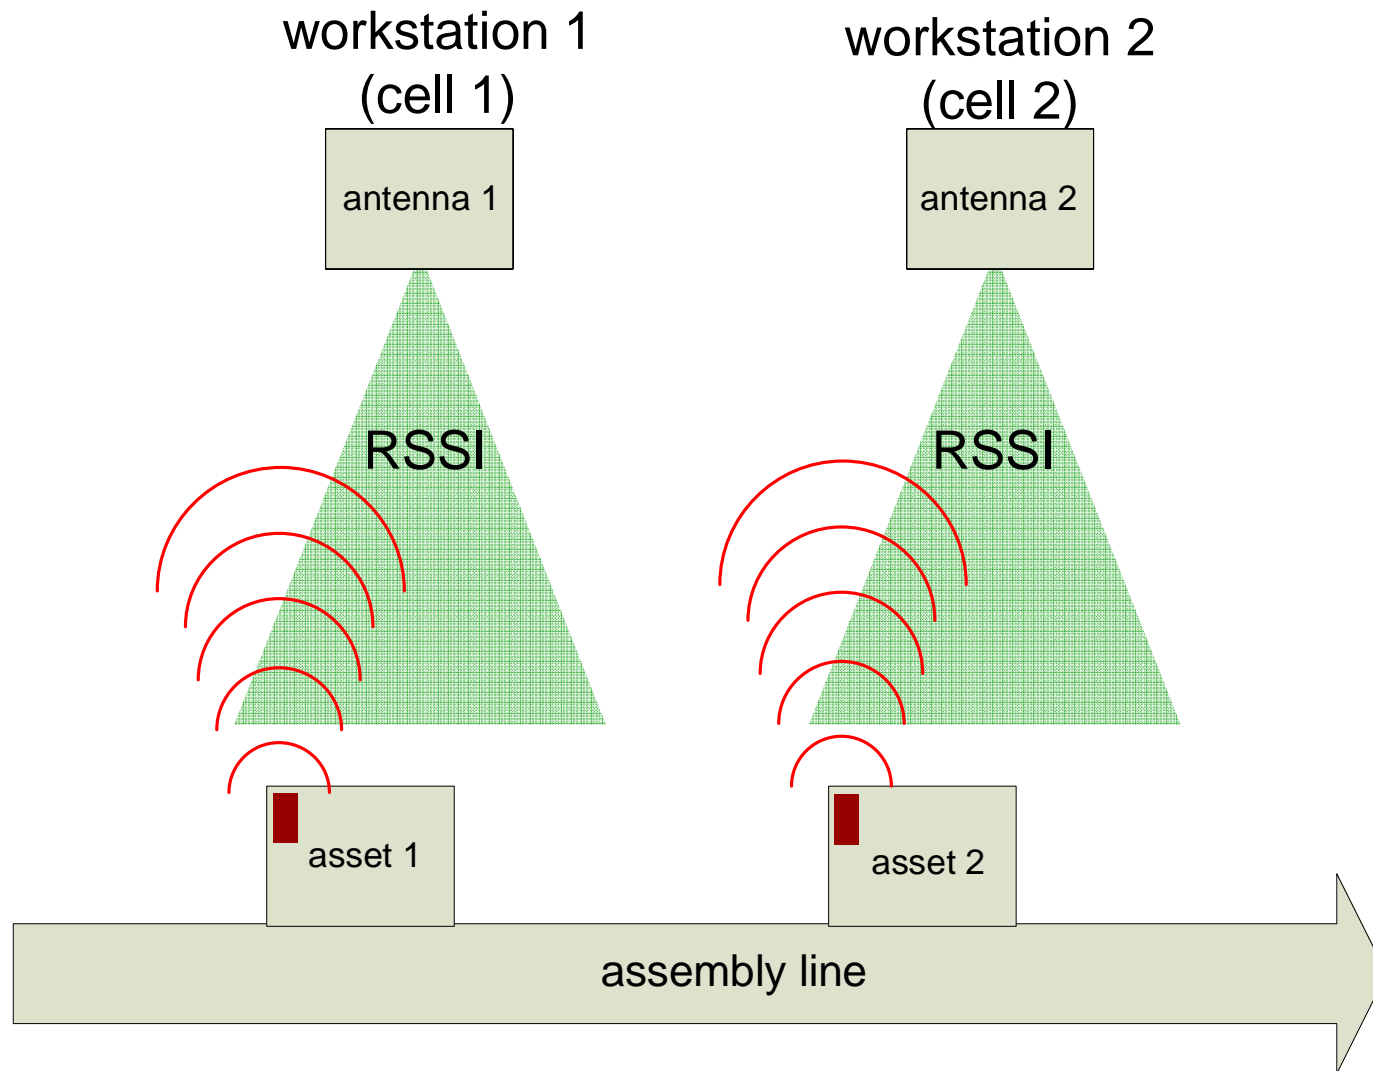 workstation 1
(cell 1)
workstation 2
(cell 2)
antenna 1
antenna 2
RSSI
RSSI
asset 1
asset 2
assembly line